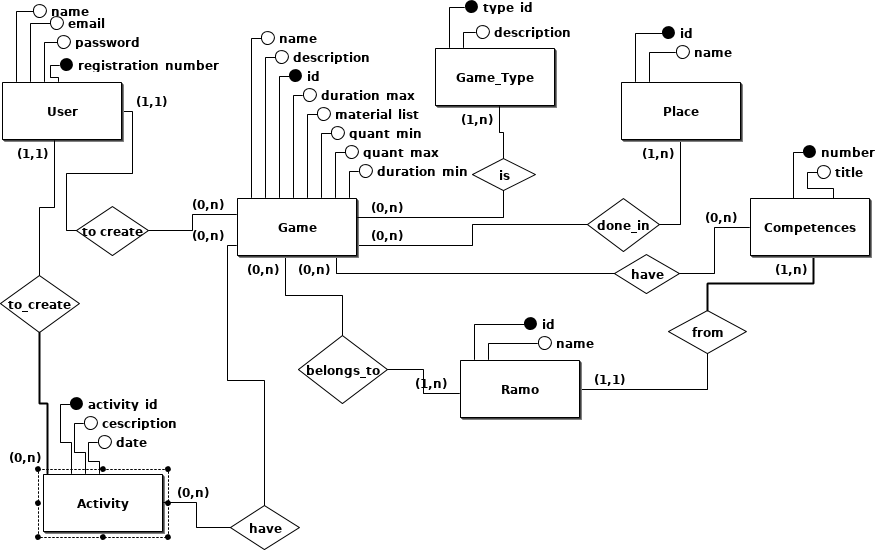 name
email
password
registration number
User
(1,1)
(1,1)
name
description
id
duration max
material list
quant min
quant max
duration min
type id
description
Game_Type
(1,n)
is
id
name
Place
(1,n)
number
title
Competences
(0,n)
(1,n)
to create
(0,n)
(0,n)
Game
(0,n)
(0,n)
(0,n)
(0,n)
done_in
have
to_create
from
id
name
belongs_to
(1,n)
Ramo
(1,1)
activity id
cescription
date
(0,n)
Activity
(0,n)
have